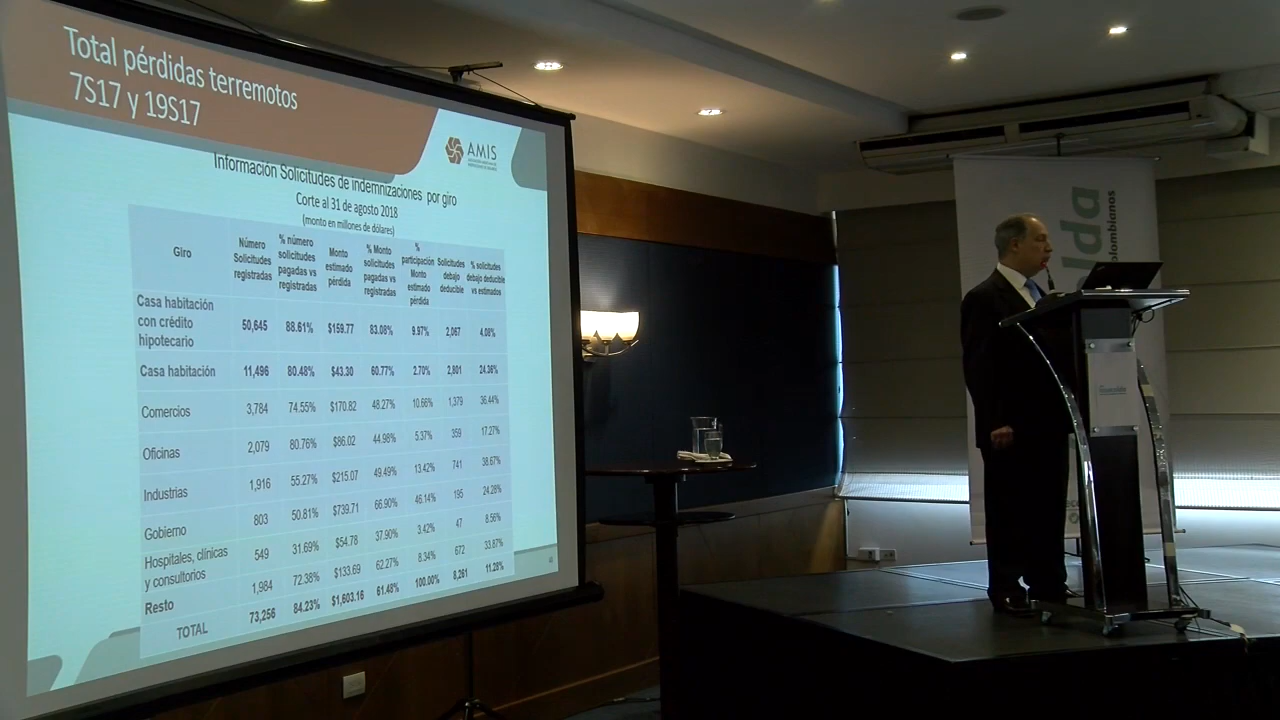 Total pérdidas terremotos
7S17 y 19S17
AMIS
Información Solicitudes de indemnizaciones por giro
Corte al 31 de agosto 2018
(monto en millones de dólares)
Giro Número Solicitudes registradas % número solicitudes pagadas vs registradas Monto estimado pérdida % Monto solicitudes pagadas vs registradas % participación Monto estimado pérdida Solicitudes debajo deducible % solicitudes debajo deducible vs estimados
Casa habitación con crédito hipotecario 50,645 88.61% $159.77 83.08% 9.97% 2,067 4.08%
Casa habitación 11,496 80.48% $43.30 60.77% 2.70% 2,801 24.36%
Comercios 3,784 74.55% $170.82 48.27% 10.66% 1,379 36.44%
Oficinas 2,079 80.76% $86.02 44.98% 5.37% 359 17.27%
Industrias 1,916 55.27% $215.07 49.49% 13.42% 741 38.67%
Gobierno 803 50.81% $739.71 66.90% 46.14% 195 24.28%
Hospitales, clínicas y consultorios 549 31.69% $54.78 37.90% 3.42% 47 8.56%
Resto 1,984 72.38% $133.69 62.27% 8.34% 672 33.87%
TOTAL 73,256 84.23% $1,603.16 61.48% 100.00% 8,261 11.28%
lda
olombianos